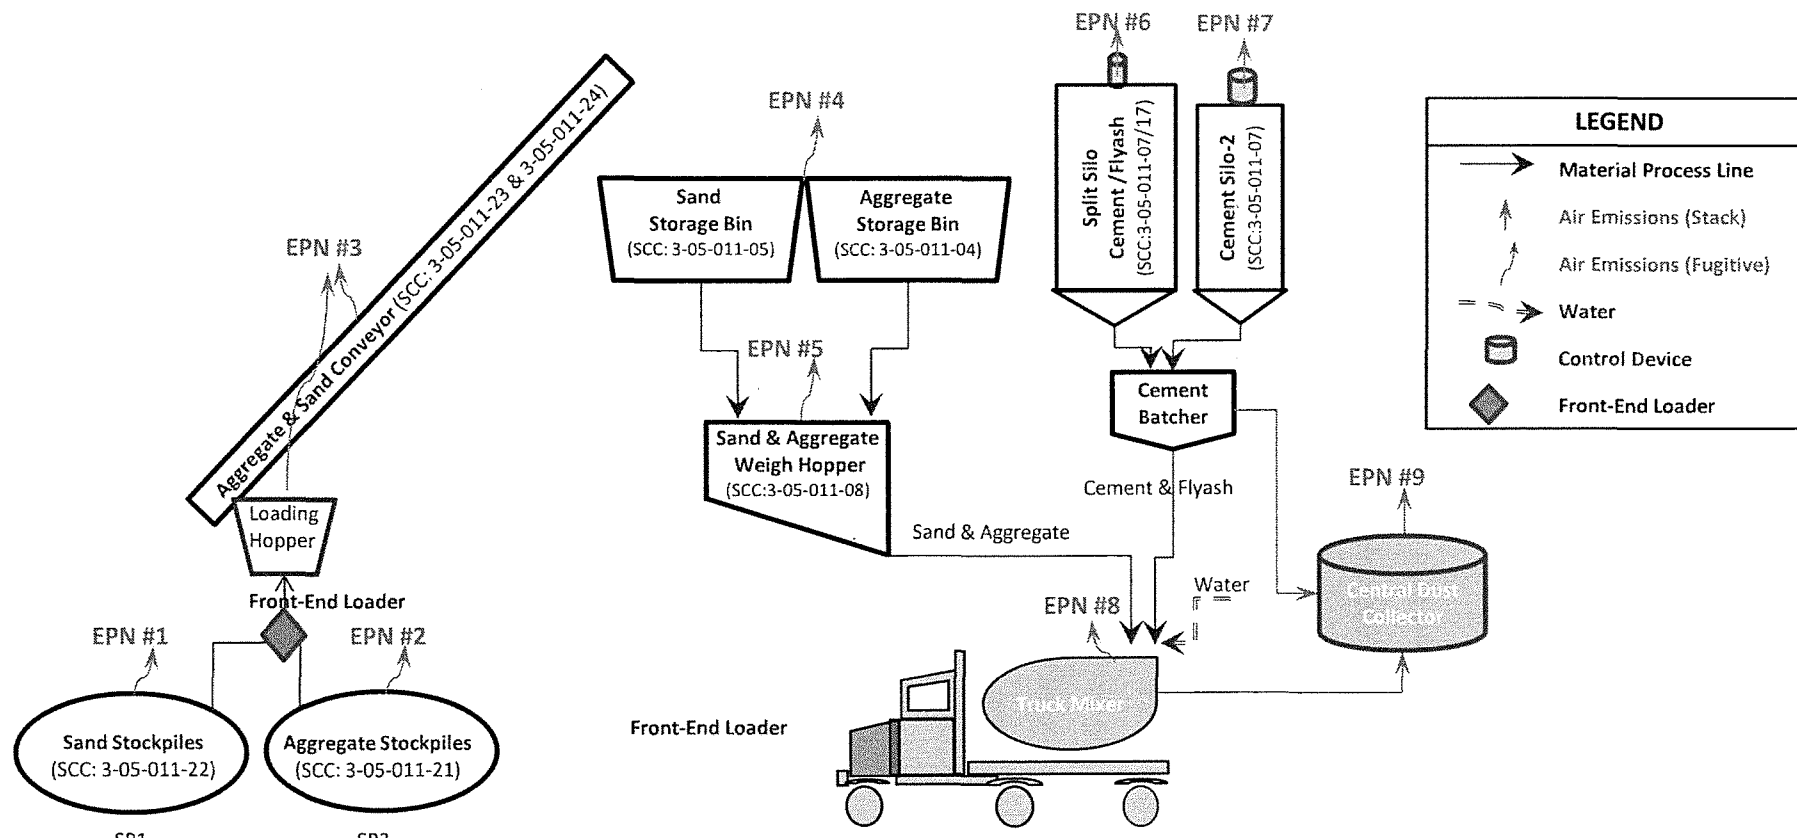 EPN #6
EPN #7
EPN #4
EPN #3
Aggregate & Sand Conveyor (SCC: 3-05-011-23 & 3-05-011-24)
Sand
Storage Bin
(SCC: 3-05-011-05)
Aggregate
Storage Bin
(SCC: 3-05-011-04)
Split Silo
Cement /Flyash
(SCC:3-05-011-07/17)
Cement Silo-2
(SCC:3-05-011-07)
LEGEND
Material Process Line
Air Emissions (Stack)
Air Emissions (Fugitive)
Water
Control Device
Front-End Loader
EPN #5
Sand & Aggregate
Weigh Hopper
(SCC:3-05-011-08)
Cement
Batcher
Cement & Flyash
Sand & Aggregate
EPN #9
Central Dust
Collector
Water
EPN #8
Truck Mixer
Front-End Loader
Loading
Hopper
Front-End Loader
EPN #1
EPN #2
Sand Stockpiles
(SCC: 3-05-011-22)
Aggregate Stockpiles
(SCC: 3-05-011-21)